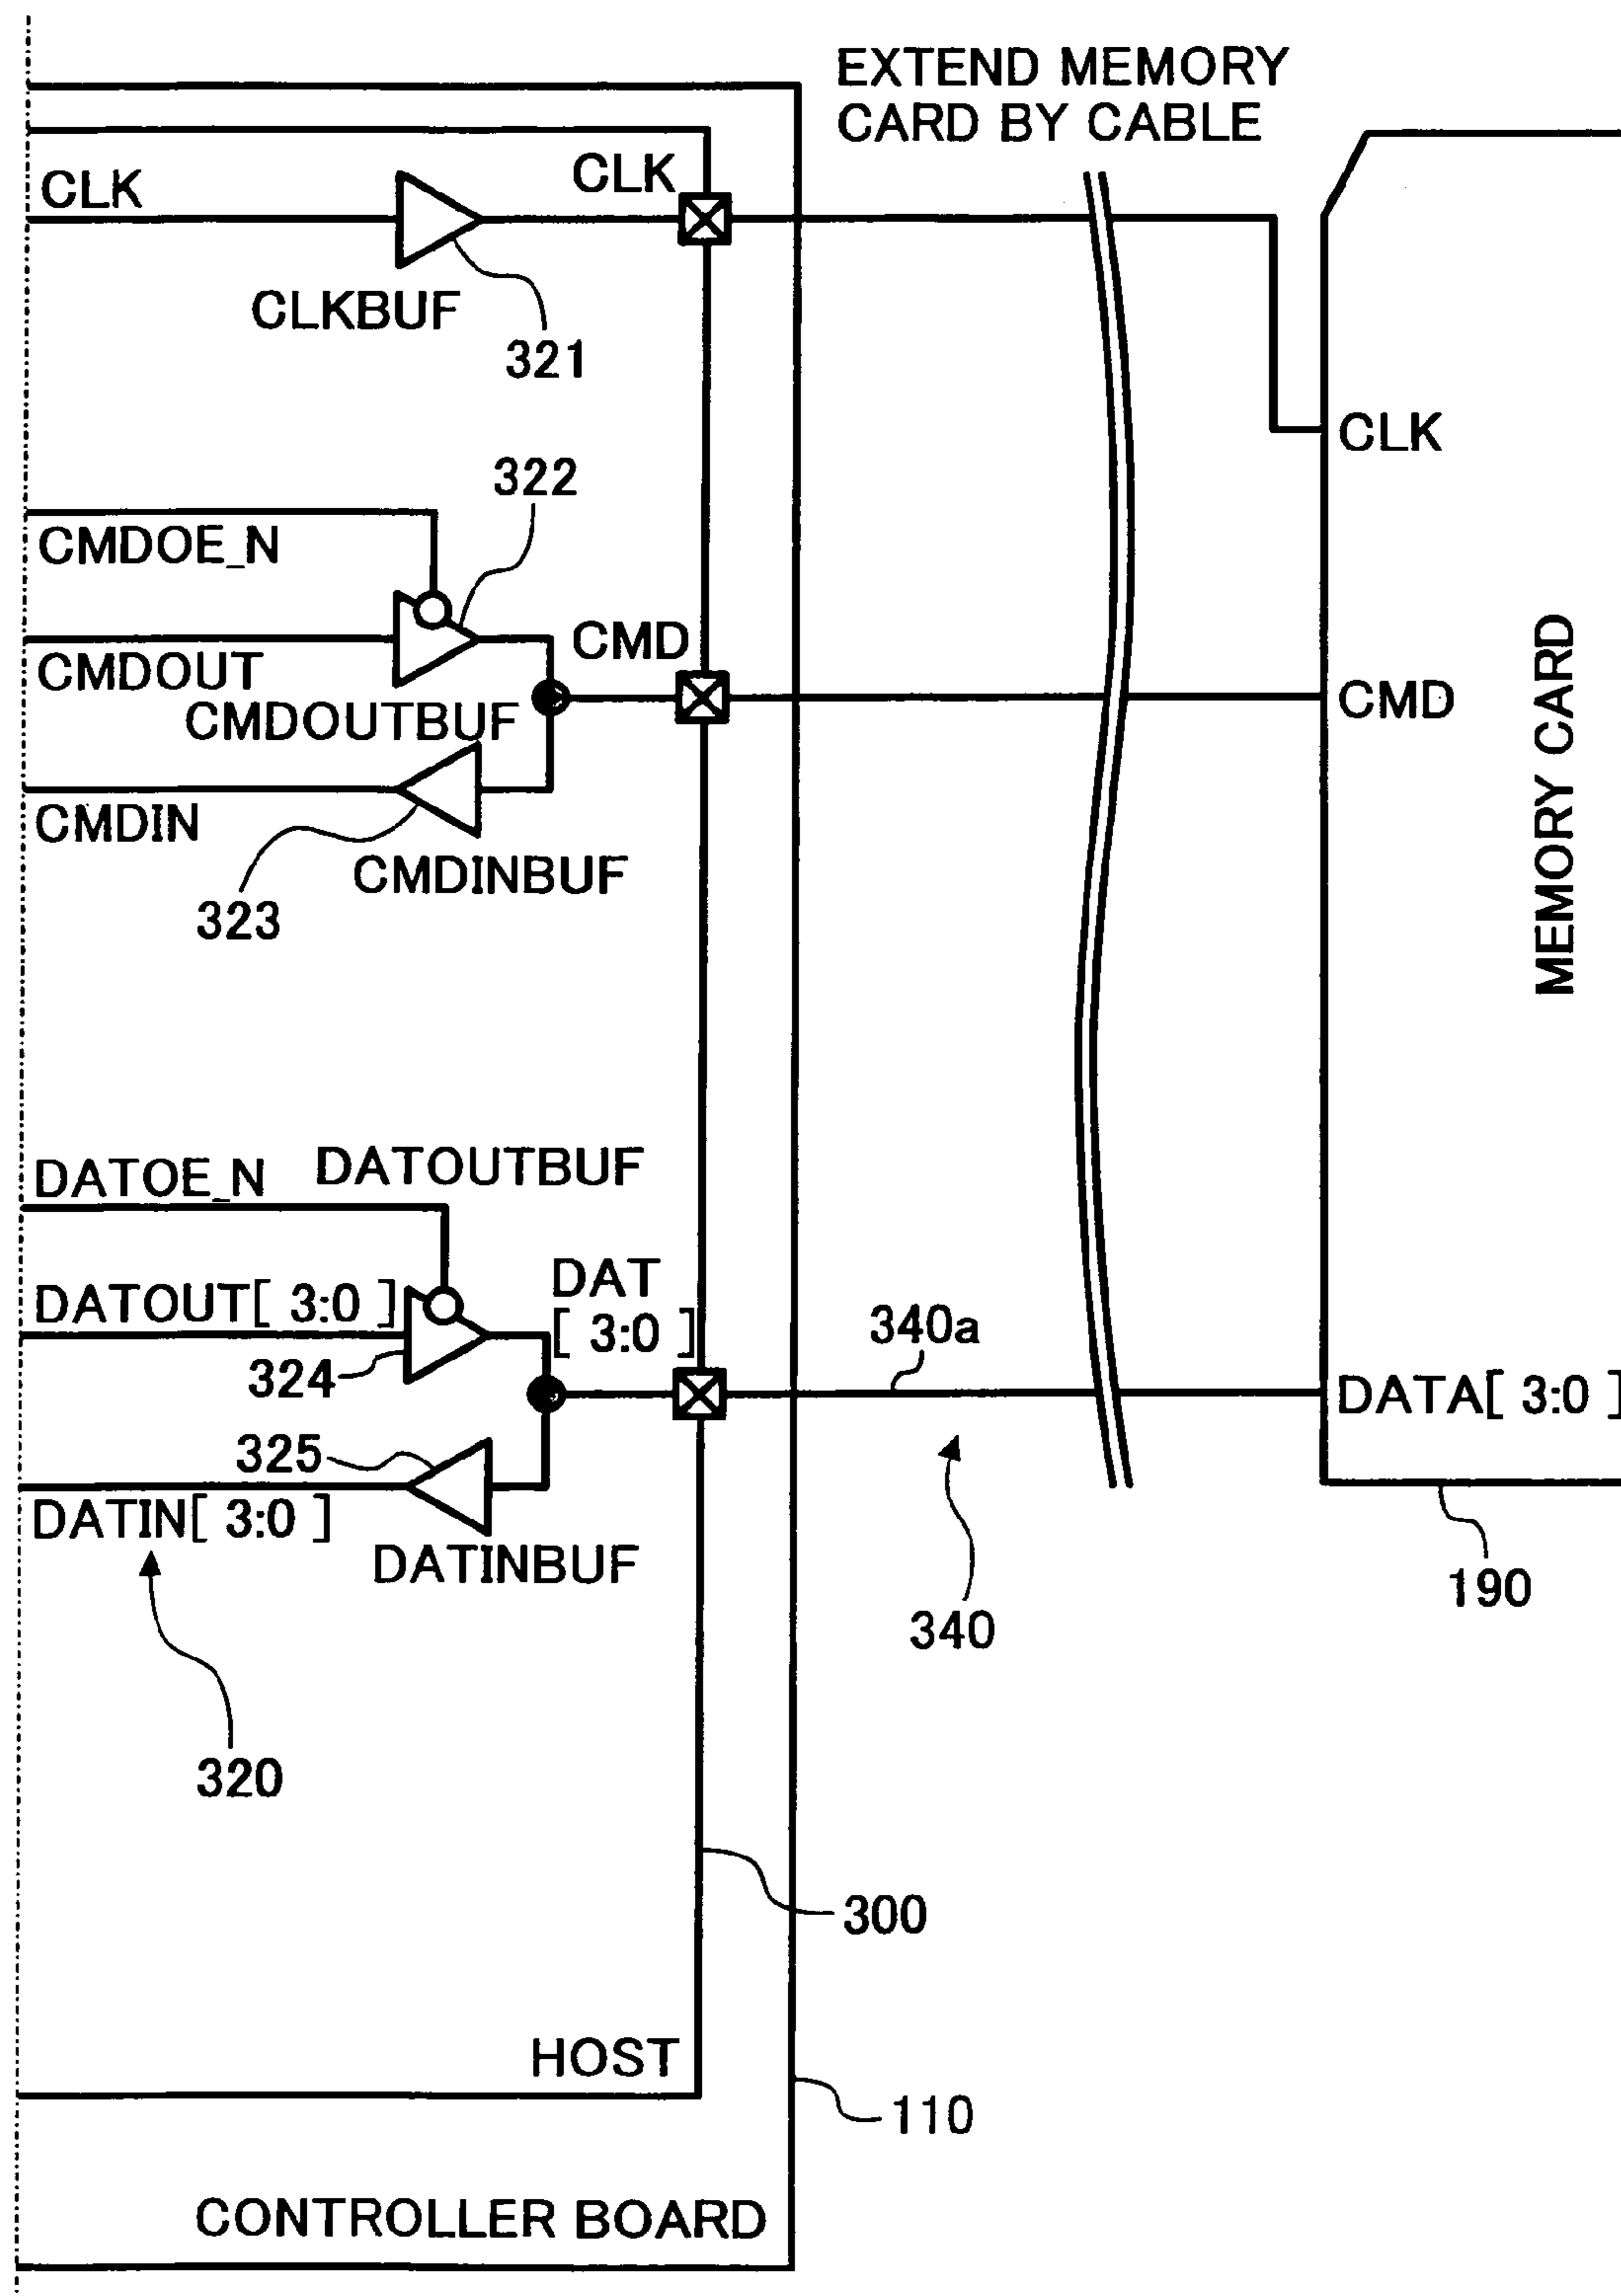 EXTEND MEMORY
CARD BY CABLE
CLK
CLK
CLKBUF
321
CLK
322
CMDOE_N
CMD
CMDOUT
CMDOUTBUF
CMD
MEMORY CARD
CMDIN
CMDINBUF
323
DATOE_N
DATOUTBUF
DATOUT[ 3:0 ]
DAT
[ 3:0 ]
340a
324
DATA[ 3:0 ]
325
DATIN[ 3:0 ]
DATINBUF
190
340
320
300
HOST
110
CONTROLLER BOARD